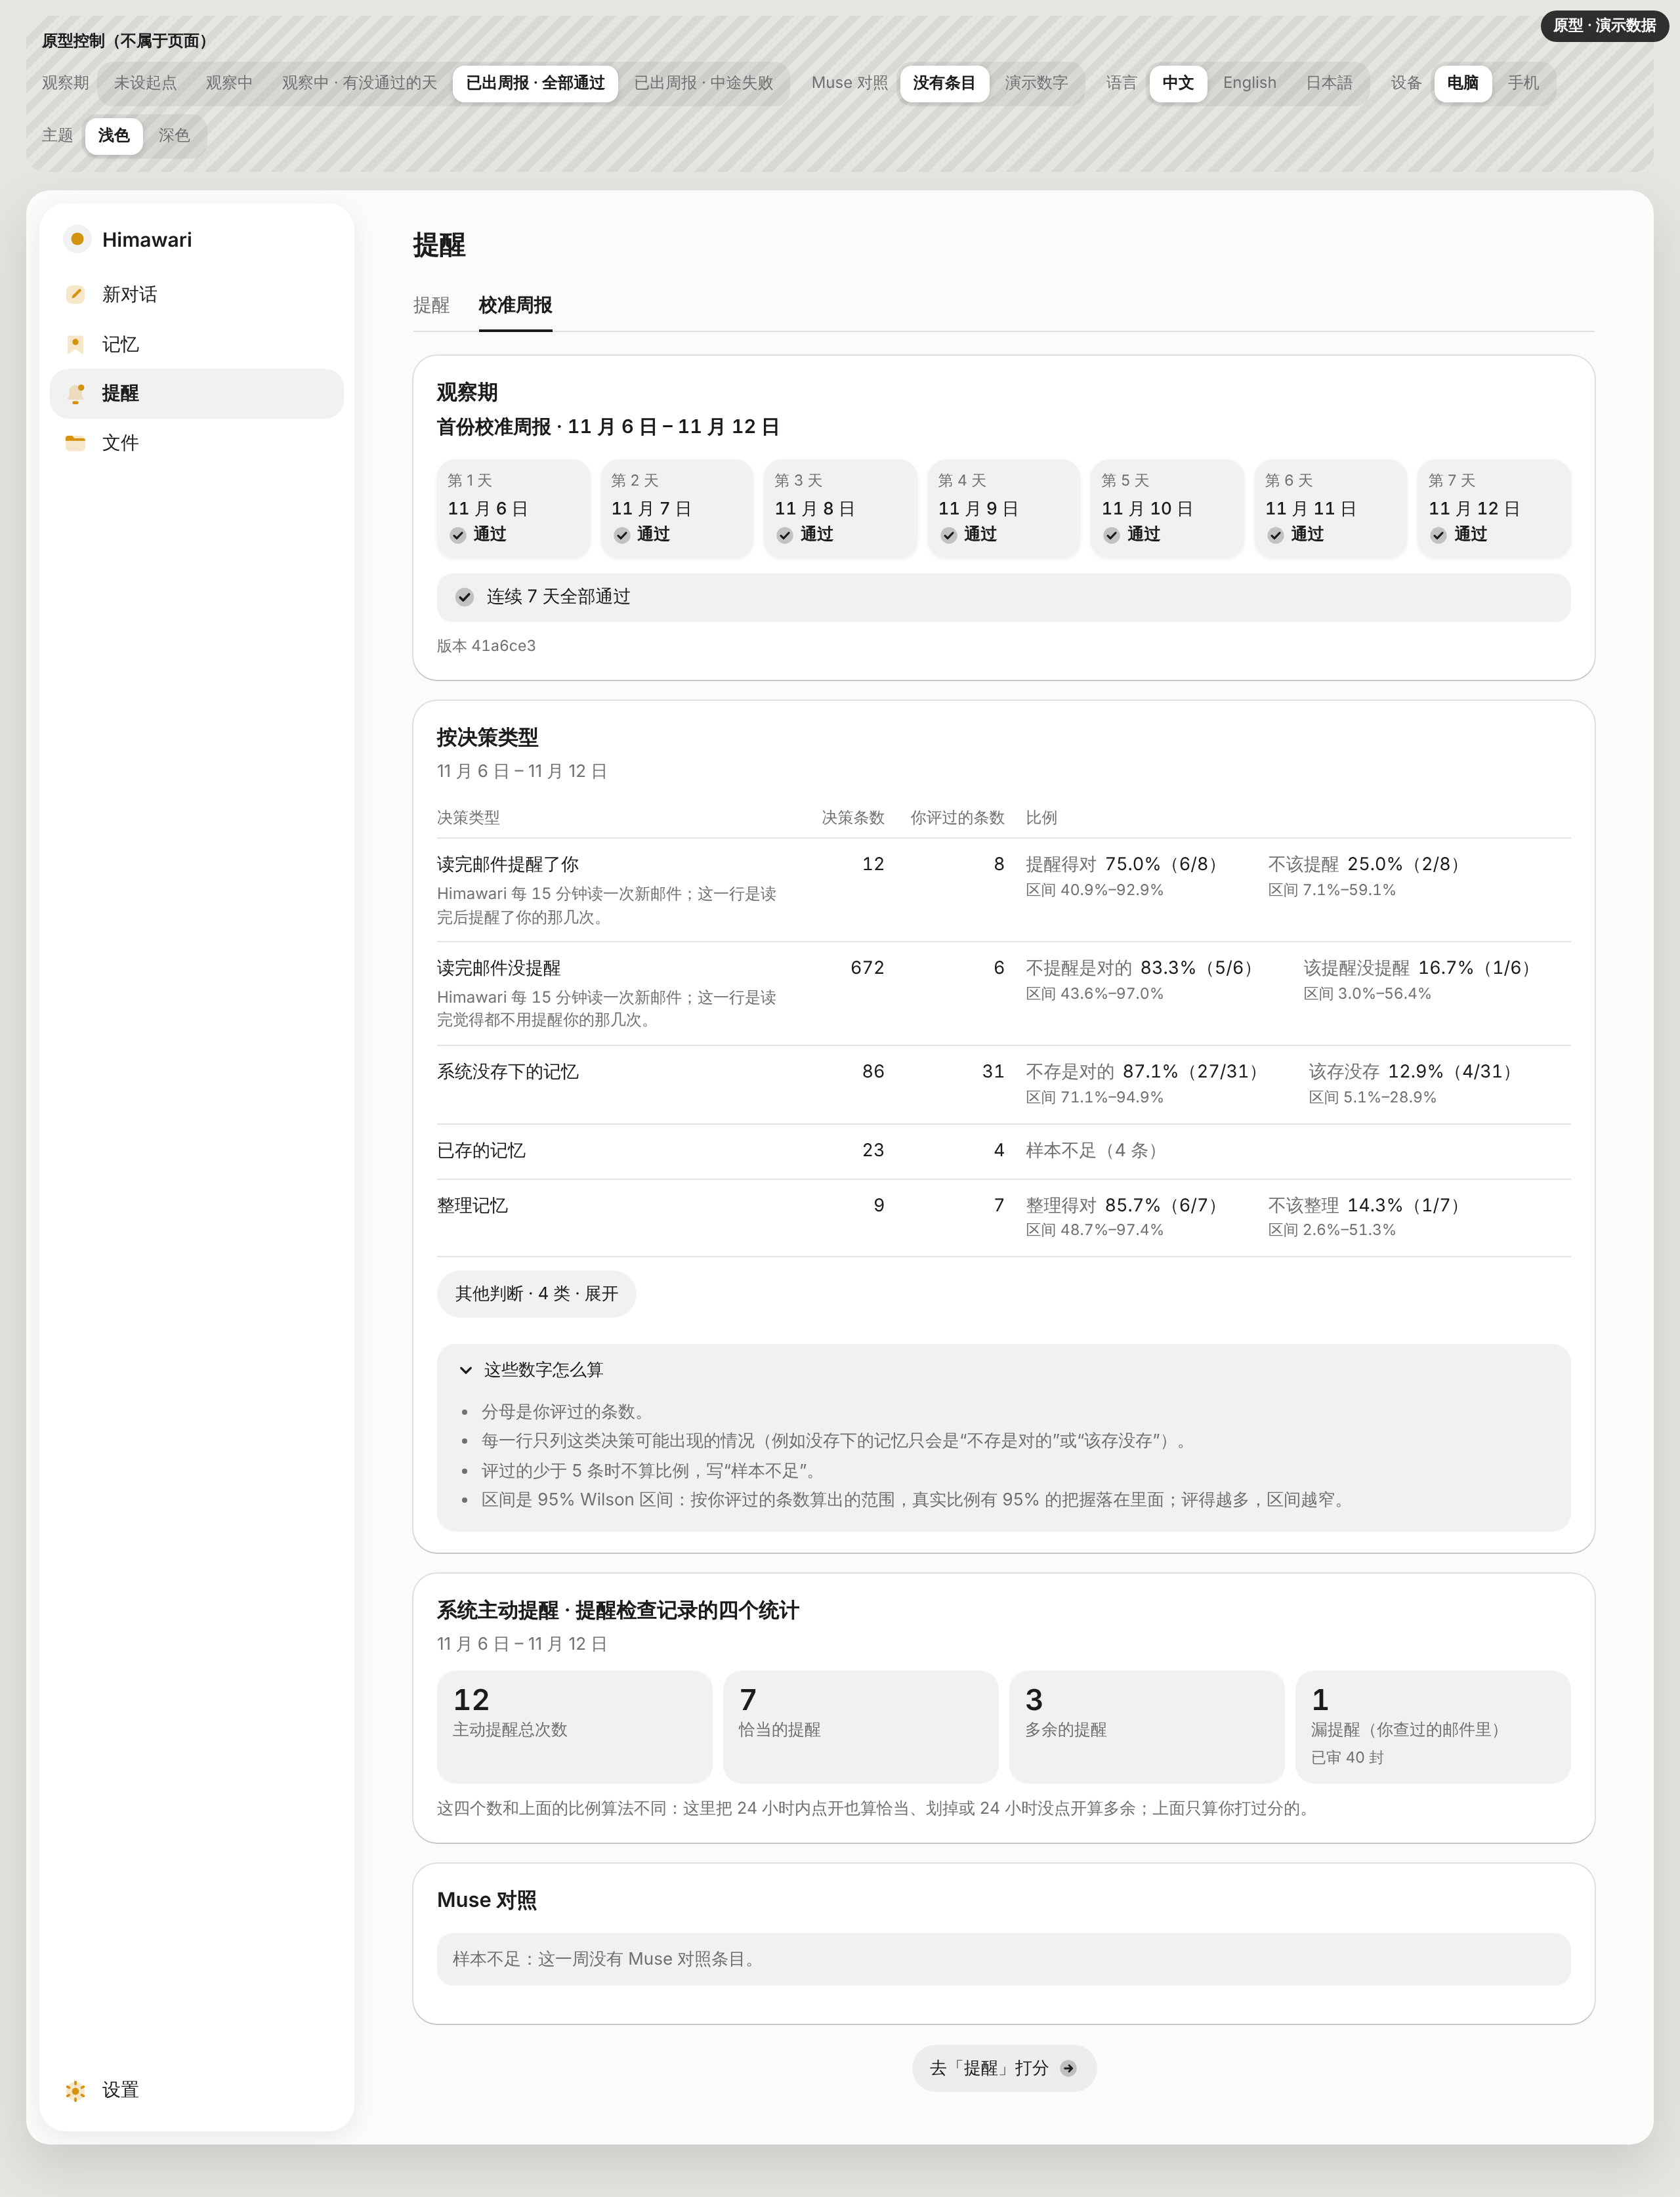 原型 · 演示数据
原型控制（不属于页面）
观察期 未设起点 观察中 观察中 · 有没通过的天 已出周报 · 全部通过 已出周报 · 中途失败 Muse 对照 没有条目 演示数字 语言 中文 English 日本語 设备 电脑 手机
主题 浅色 深色
Himawari
新对话
记忆
提醒
文件
设置
提醒
提醒 校准周报
观察期
首份校准周报 · 11 月 6 日 – 11 月 12 日
第 1 天 第 2 天 第 3 天 第 4 天 第 5 天 第 6 天 第 7 天
11 月 6 日 11 月 7 日 11 月 8 日 11 月 9 日 11 月 10 日 11 月 11 日 11 月 12 日
通过 通过 通过 通过 通过 通过 通过
连续 7 天全部通过
版本 41a6ce3
按决策类型
11 月 6 日 – 11 月 12 日
决策类型 决策条数 你评过的条数 比例
读完邮件提醒了你 12 8 提醒得对 75.0%（6/8） 不该提醒 25.0%（2/8）
区间 40.9%–92.9% 区间 7.1%–59.1%
Himawari 每 15 分钟读一次新邮件；这一行是读
完后提醒了你的那几次。
读完邮件没提醒 672 6 不提醒是对的 83.3%（5/6） 该提醒没提醒 16.7%（1/6）
区间 43.6%–97.0% 区间 3.0%–56.4%
Himawari 每 15 分钟读一次新邮件；这一行是读
完觉得都不用提醒你的那几次。
系统没存下的记忆 86 31 不存是对的 87.1%（27/31） 该存没存 12.9%（4/31）
区间 71.1%–94.9% 区间 5.1%–28.9%
已存的记忆 23 4 样本不足（4 条）
整理记忆 9 7 整理得对 85.7%（6/7） 不该整理 14.3%（1/7）
区间 48.7%–97.4% 区间 2.6%–51.3%
其他判断 · 4 类 · 展开
这些数字怎么算
• 分母是你评过的条数。
• 每一行只列这类决策可能出现的情况（例如没存下的记忆只会是“不存是对的”或“该存没存”）。
• 评过的少于 5 条时不算比例，写“样本不足”。
• 区间是 95% Wilson 区间：按你评过的条数算出的范围，真实比例有 95% 的把握落在里面；评得越多，区间越窄。
系统主动提醒 · 提醒检查记录的四个统计
11 月 6 日 – 11 月 12 日
12 7 3 1
主动提醒总次数 恰当的提醒 多余的提醒 漏提醒（你查过的邮件里）
已审 40 封
这四个数和上面的比例算法不同：这里把 24 小时内点开也算恰当、划掉或 24 小时没点开算多余；上面只算你打过分的。
Muse 对照
样本不足：这一周没有 Muse 对照条目。
去「提醒」打分